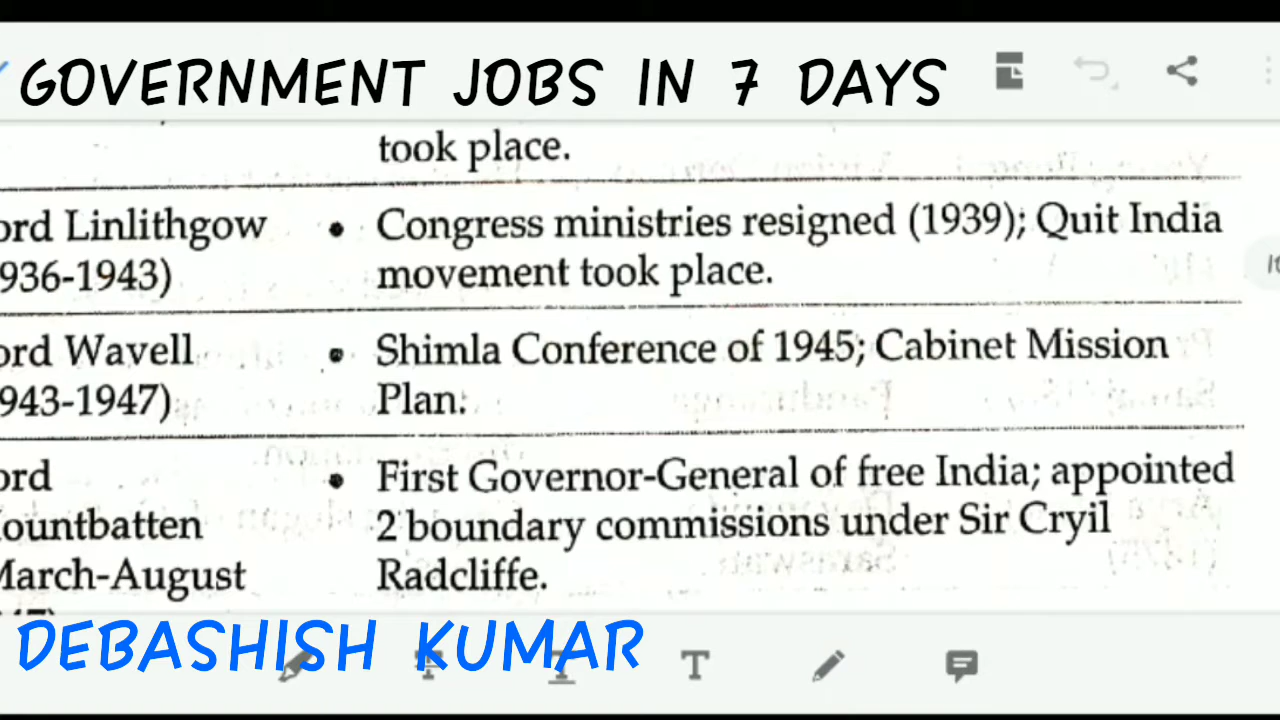 GOVERNMENT JOBS IN 7 DAYS
took place.
ord Linlithgow • Congress ministries resigned (1939); Quit India
936-1943) movement took place.
ord Wavell • Shimla Conference of 1945; Cabinet Mission
943-1947) Plan.
ord • First Governor-General of free India; appointed
ountbatten 2 boundary commissions under Sir Cryil
March-August Radcliffe.
DEBASHISH KUMAR